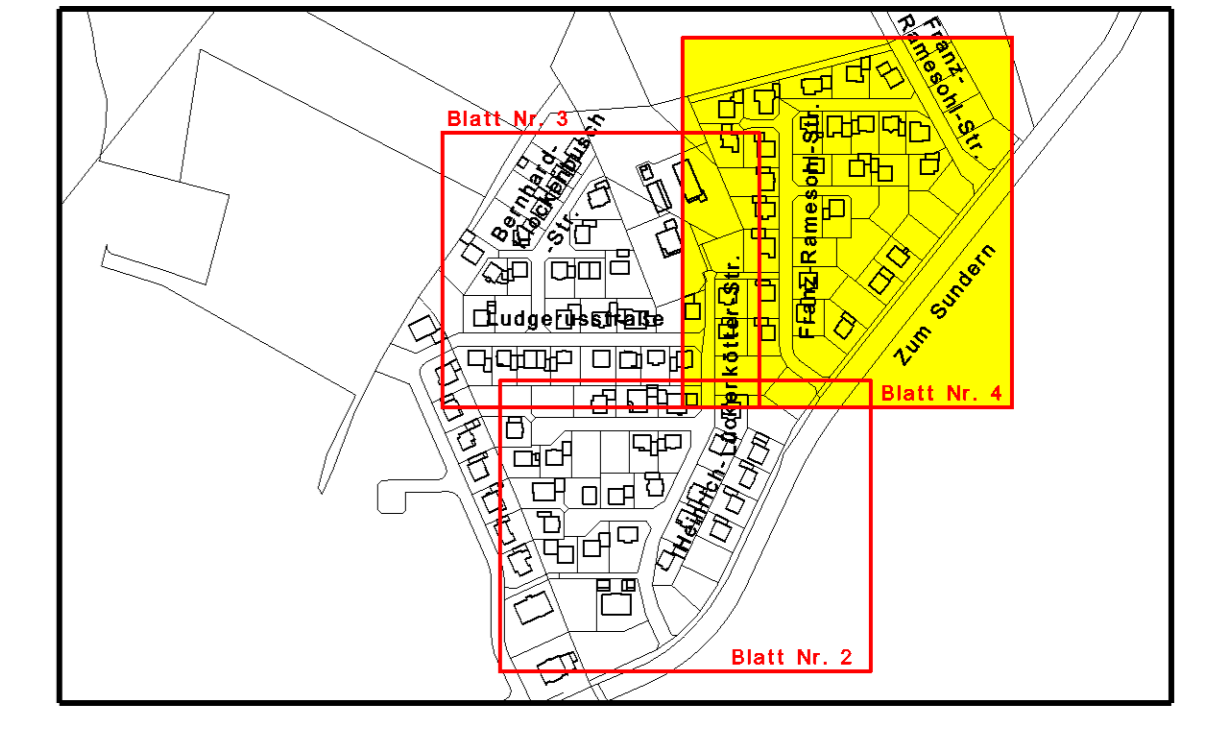 Franz-
Ramesohl-Str.
Blatt Nr. 3
Bernhard-
Klockenbusch
-Str.
Franz-Ramesohl-Str.
Zum Sundern
Ludgerusstraße
Heinrich-Lückerkötter-Str.
Blatt Nr. 4
Blatt Nr. 2